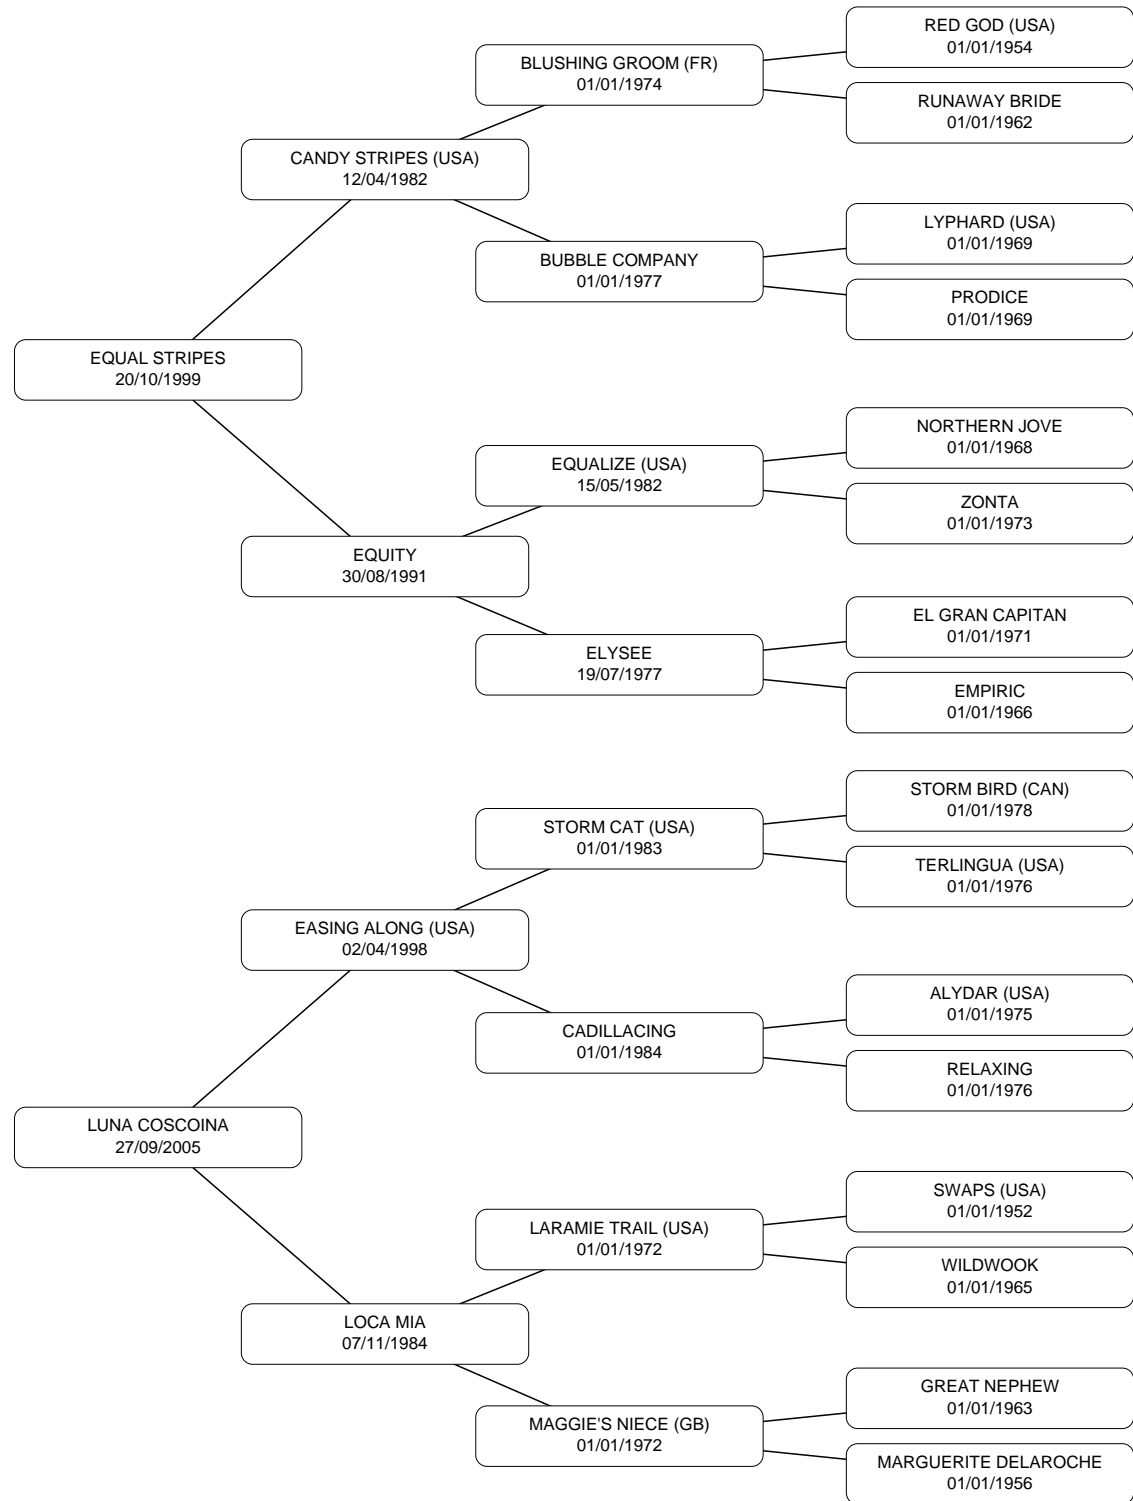 RED GOD (USA)
01/01/1954
BLUSHING GROOM (FR)
01/01/1974
RUNAWAY BRIDE
01/01/1962
CANDY STRIPES (USA)
12/04/1982
LYPHARD (USA)
01/01/1969
BUBBLE COMPANY
01/01/1977
PRODICE
01/01/1969
EQUAL STRIPES
20/10/1999
NORTHERN JOVE
01/01/1968
EQUALIZE (USA)
15/05/1982
ZONTA
01/01/1973
EQUITY
30/08/1991
EL GRAN CAPITAN
01/01/1971
ELYSEE
19/07/1977
EMPIRIC
01/01/1966
STORM BIRD (CAN)
01/01/1978
STORM CAT (USA)
01/01/1983
TERLINGUA (USA)
01/01/1976
EASING ALONG (USA)
02/04/1998
ALYDAR (USA)
01/01/1975
CADILLACING
01/01/1984
RELAXING
01/01/1976
LUNA COSCOINA
27/09/2005
SWAPS (USA)
01/01/1952
LARAMIE TRAIL (USA)
01/01/1972
WILDWOOK
01/01/1965
LOCA MIA
07/11/1984
GREAT NEPHEW
01/01/1963
MAGGIE'S NIECE (GB)
01/01/1972
MARGUERITE DELAROCHE
01/01/1956